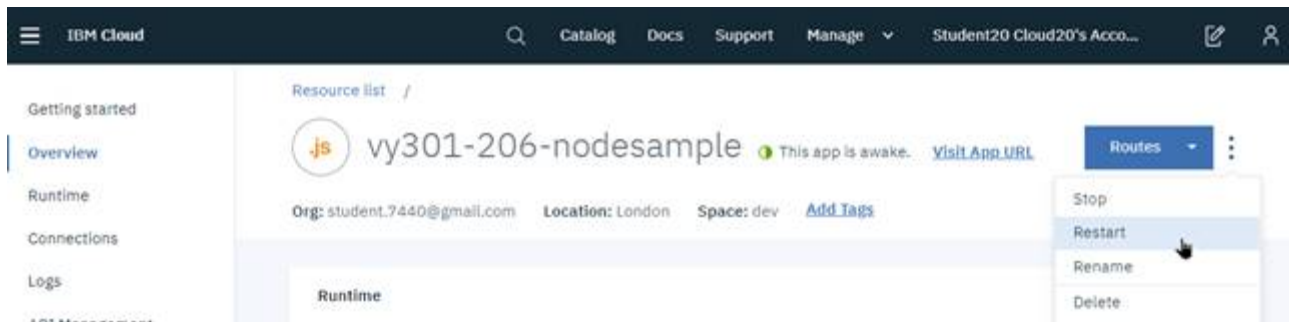 IBM Cloud Catalog Docs Support Manage Student20 Cloud20's Acco...
Getting started
Overview
Runtime
Connections
Logs
API Management
Resource list /
.js vy301-206-nodesample This app is awake. Visit App URL
Routes
Org: student.7440@gmail.com Location: London Space: dev Add Tags
Stop
Restart
Rename
Delete
Runtime